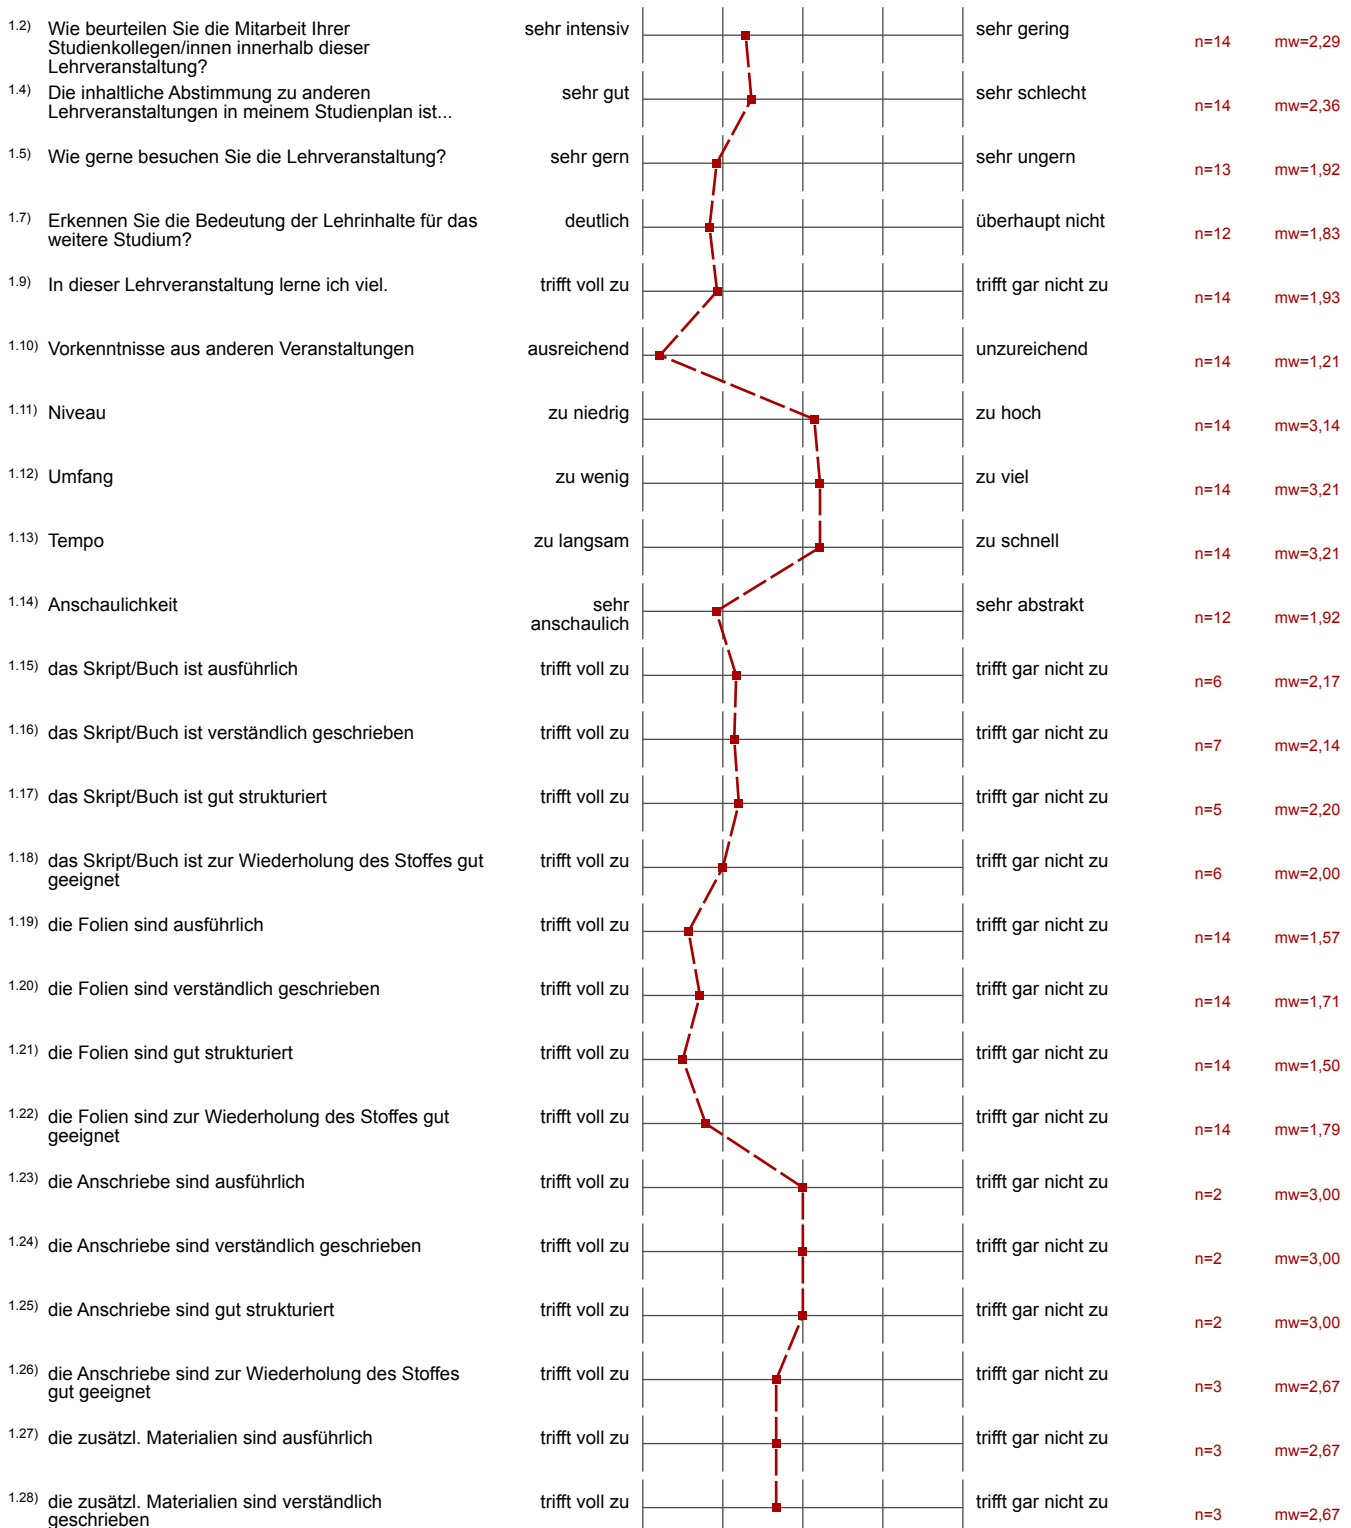 1.2) Wie beurteilen Sie die Mitarbeit Ihrer sehr intensiv sehr gering n=14 mw=2,29
Studienkollegen/innen innerhalb dieser
Lehrveranstaltung?
1.4) Die inhaltliche Abstimmung zu anderen sehr gut sehr schlecht n=14 mw=2,36
Lehrveranstaltungen in meinem Studienplan ist...
1.5) Wie gerne besuchen Sie die Lehrveranstaltung? sehr gern sehr ungern n=13 mw=1,92
1.7) Erkennen Sie die Bedeutung der Lehrinhalte für das deutlich überhaupt nicht n=12 mw=1,83
weitere Studium?
1.9) In dieser Lehrveranstaltung lerne ich viel. trifft voll zu trifft gar nicht zu n=14 mw=1,93
1.10) Vorkenntnisse aus anderen Veranstaltungen ausreichend unzureichend n=14 mw=1,21
1.11) Niveau zu niedrig zu hoch n=14 mw=3,14
1.12) Umfang zu wenig zu viel n=14 mw=3,21
1.13) Tempo zu langsam zu schnell n=14 mw=3,21
1.14) Anschaulichkeit sehr sehr abstrakt n=12 mw=1,92
anschaulich
1.15) das Skript/Buch ist ausführlich trifft voll zu trifft gar nicht zu n=6 mw=2,17
1.16) das Skript/Buch ist verständlich geschrieben trifft voll zu trifft gar nicht zu n=7 mw=2,14
1.17) das Skript/Buch ist gut strukturiert trifft voll zu trifft gar nicht zu n=5 mw=2,20
1.18) das Skript/Buch ist zur Wiederholung des Stoffes gut trifft voll zu trifft gar nicht zu n=6 mw=2,00
geeignet
1.19) die Folien sind ausführlich trifft voll zu trifft gar nicht zu n=14 mw=1,57
1.20) die Folien sind verständlich geschrieben trifft voll zu trifft gar nicht zu n=14 mw=1,71
1.21) die Folien sind gut strukturiert trifft voll zu trifft gar nicht zu n=14 mw=1,50
1.22) die Folien sind zur Wiederholung des Stoffes gut trifft voll zu trifft gar nicht zu n=14 mw=1,79
geeignet
1.23) die Anschriebe sind ausführlich trifft voll zu trifft gar nicht zu n=2 mw=3,00
1.24) die Anschriebe sind verständlich geschrieben trifft voll zu trifft gar nicht zu n=2 mw=3,00
1.25) die Anschriebe sind gut strukturiert trifft voll zu trifft gar nicht zu n=2 mw=3,00
1.26) die Anschriebe sind zur Wiederholung des Stoffes trifft voll zu trifft gar nicht zu n=3 mw=2,67
gut geeignet
1.27) die zusätzl. Materialien sind ausführlich trifft voll zu trifft gar nicht zu n=3 mw=2,67
1.28) die zusätzl. Materialien sind verständlich trifft voll zu trifft gar nicht zu n=3 mw=2,67
geschrieben